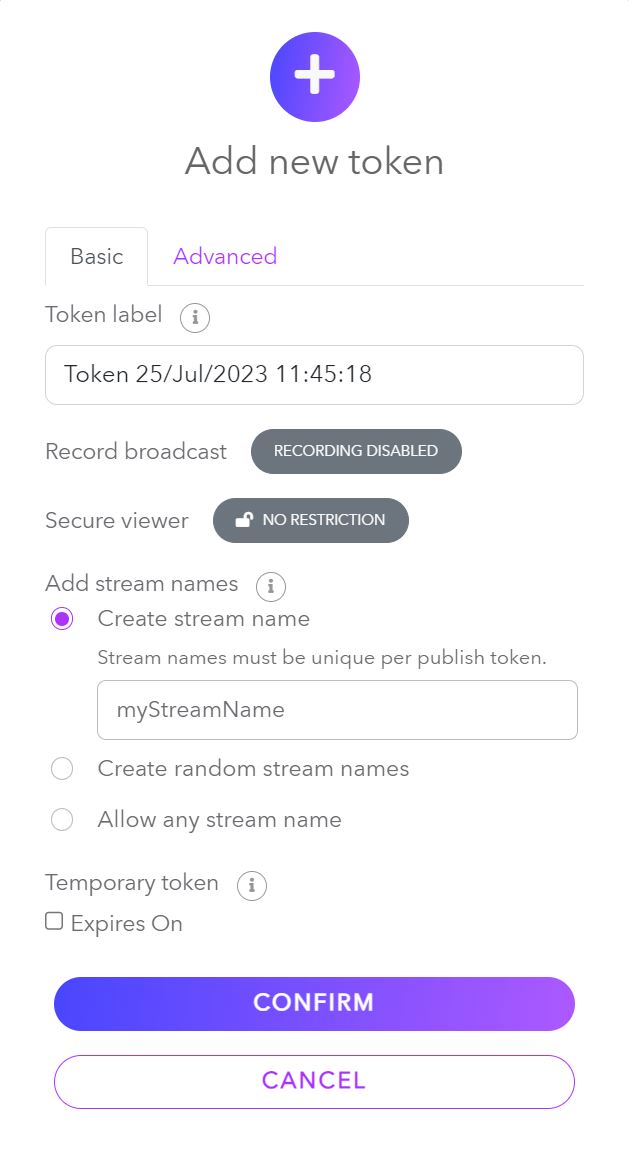 Add new token
Basic
Advanced
Token label
Token 25/Jul/2023 11:45:18
Record broadcast
RECORDING DISABLED
Secure viewer
NO RESTRICTION
Add stream names
Create stream name
Stream names must be unique per publish token.
myStreamName
Create random stream names
Allow any stream name
Temporary token
Expires On
CONFIRM
CANCEL